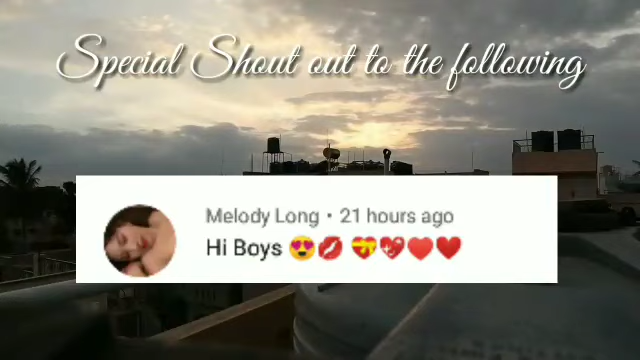 Special Shout out to the following
Melody Long • 21 hours ago
Hi Boys 😍💋 💝💖♥️❤️